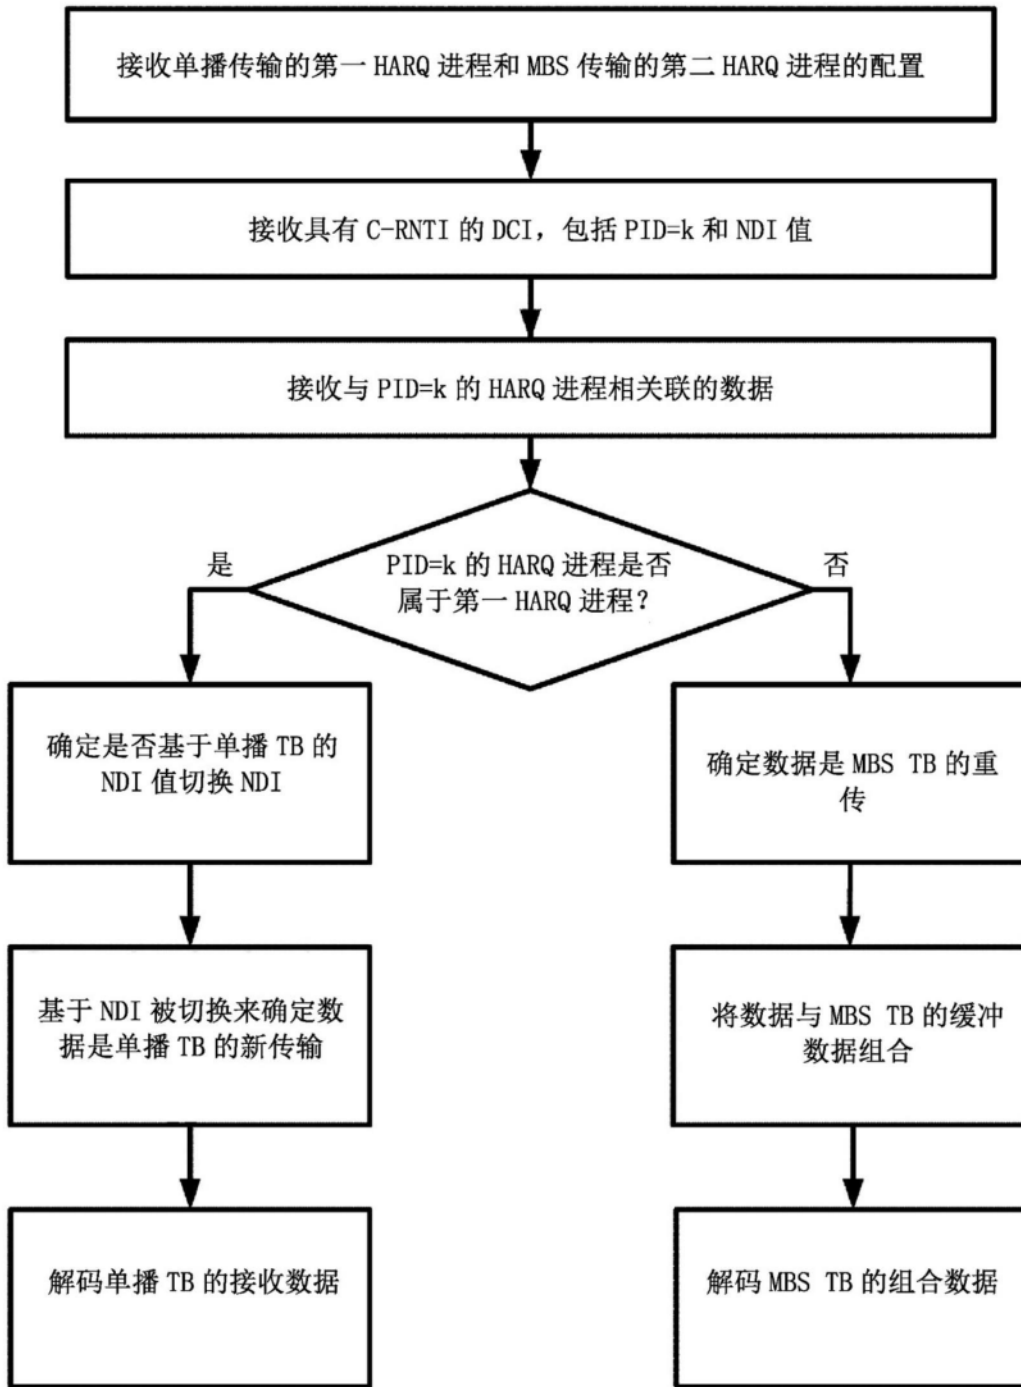 接收单播传输的第一 HARQ 进程和 MBS 传输的第二 HARQ 进程的配置
接收具有 C-RNTI 的 DCI，包括 PID=k 和 NDI 值
接收与 PID=k 的 HARQ 进程相关联的数据
PID=k 的 HARQ 进程是否
属于第一 HARQ 进程？
是
否
确定是否基于单播 TB 的
NDI 值切换 NDI
确定数据是 MBS TB 的重
传
基于 NDI 被切换来确定数
据是单播 TB 的新传输
将数据与 MBS TB 的缓冲
数据组合
解码单播 TB 的接收数据
解码 MBS TB 的组合数据